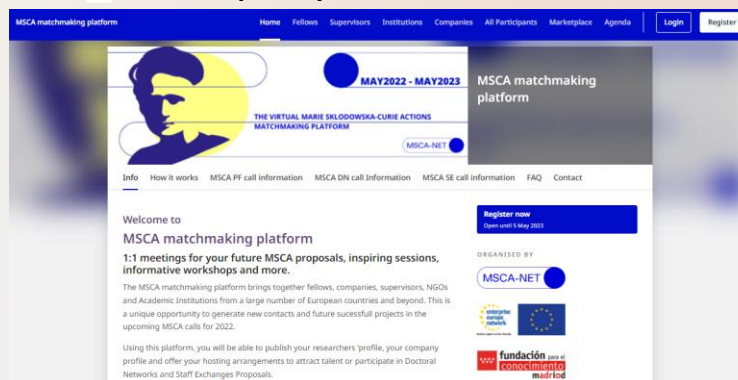 MSCA matchmaking platform
Home Fellows Supervisors Institutions Companies All Participants Marketplace Agenda Login Register
MAY2022 - MAY2023
THE VIRTUAL MARIE SKLODOWSKA-CURIE ACTIONS
MATCHMAKING PLATFORM
MSCA-NET
MSCA matchmaking
platform
Info How it works MSCA PF call information MSCA DN call Information MSCA SE call information FAQ Contact
Welcome to
MSCA matchmaking platform
1:1 meetings for your future MSCA proposals, inspiring sessions,
informative workshops and more.
The MSCA matchmaking platform brings together fellows, companies, supervisors, NGOs
and Academic Institutions from a large number of European countries and beyond. This is
a unique opportunity to generate new contacts and future sucessfull projects in the
upcoming MSCA calls for 2022.
Using this platform, you will be able to publish your researchers 'profile, your company
profile and offer your hosting arrangements to attract talent or participate in Doctoral
Networks and Staff Exchanges Proposals.
Register now
Open until 5 May 2023
ORGANISED BY
MSCA-NET
enterprise
europe
network
fundación para el
conocimiento
madrid